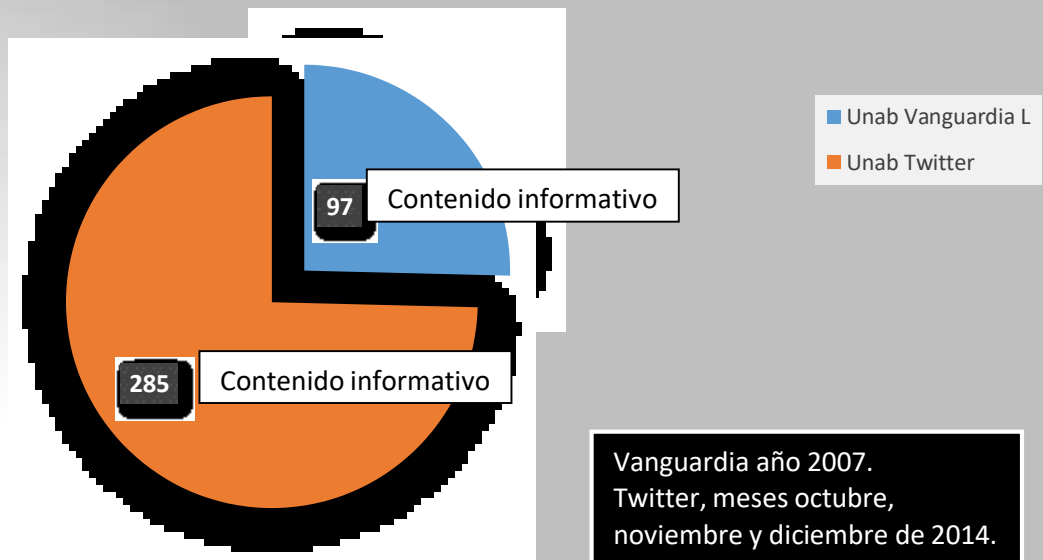 Unab Vanguardia L
Unab Twitter
97
Contenido informativo
285
Contenido informativo
Vanguardia año 2007.
Twitter, meses octubre,
noviembre y diciembre de 2014.